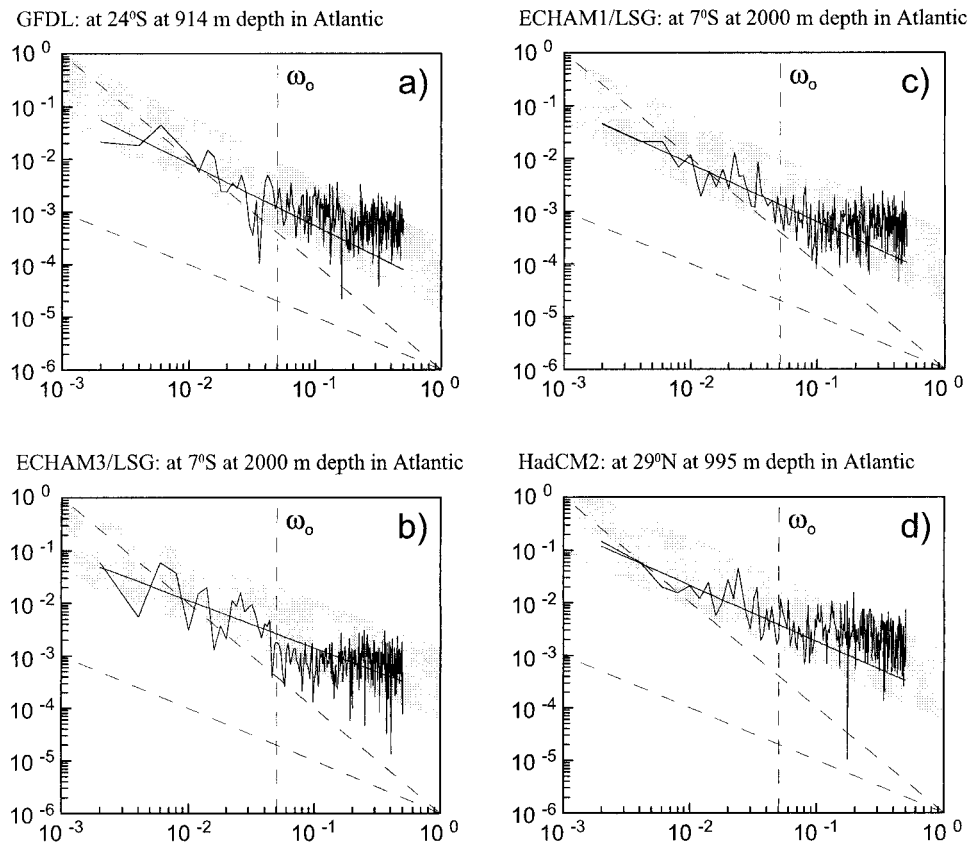 GFDL: at 24⁰S at 914 m depth in Atlantic
10⁰
10⁻¹
10⁻²
10⁻³
10⁻⁴
10⁻⁵
10⁻⁶
ωₒ
a)
10⁻³ 10⁻² 10⁻¹ 10⁰
ECHAM1/LSG: at 7⁰S at 2000 m depth in Atlantic
10⁰
10⁻¹
10⁻²
10⁻³
10⁻⁴
10⁻⁵
10⁻⁶
ωₒ
c)
10⁻³ 10⁻² 10⁻¹ 10⁰
ECHAM3/LSG: at 7⁰S at 2000 m depth in Atlantic
10⁰
10⁻¹
10⁻²
10⁻³
10⁻⁴
10⁻⁵
10⁻⁶
ωₒ
b)
10⁻³ 10⁻² 10⁻¹ 10⁰
HadCM2: at 29⁰N at 995 m depth in Atlantic
10⁰
10⁻¹
10⁻²
10⁻³
10⁻⁴
10⁻⁵
10⁻⁶
ωₒ
d)
10⁻³ 10⁻² 10⁻¹ 10⁰